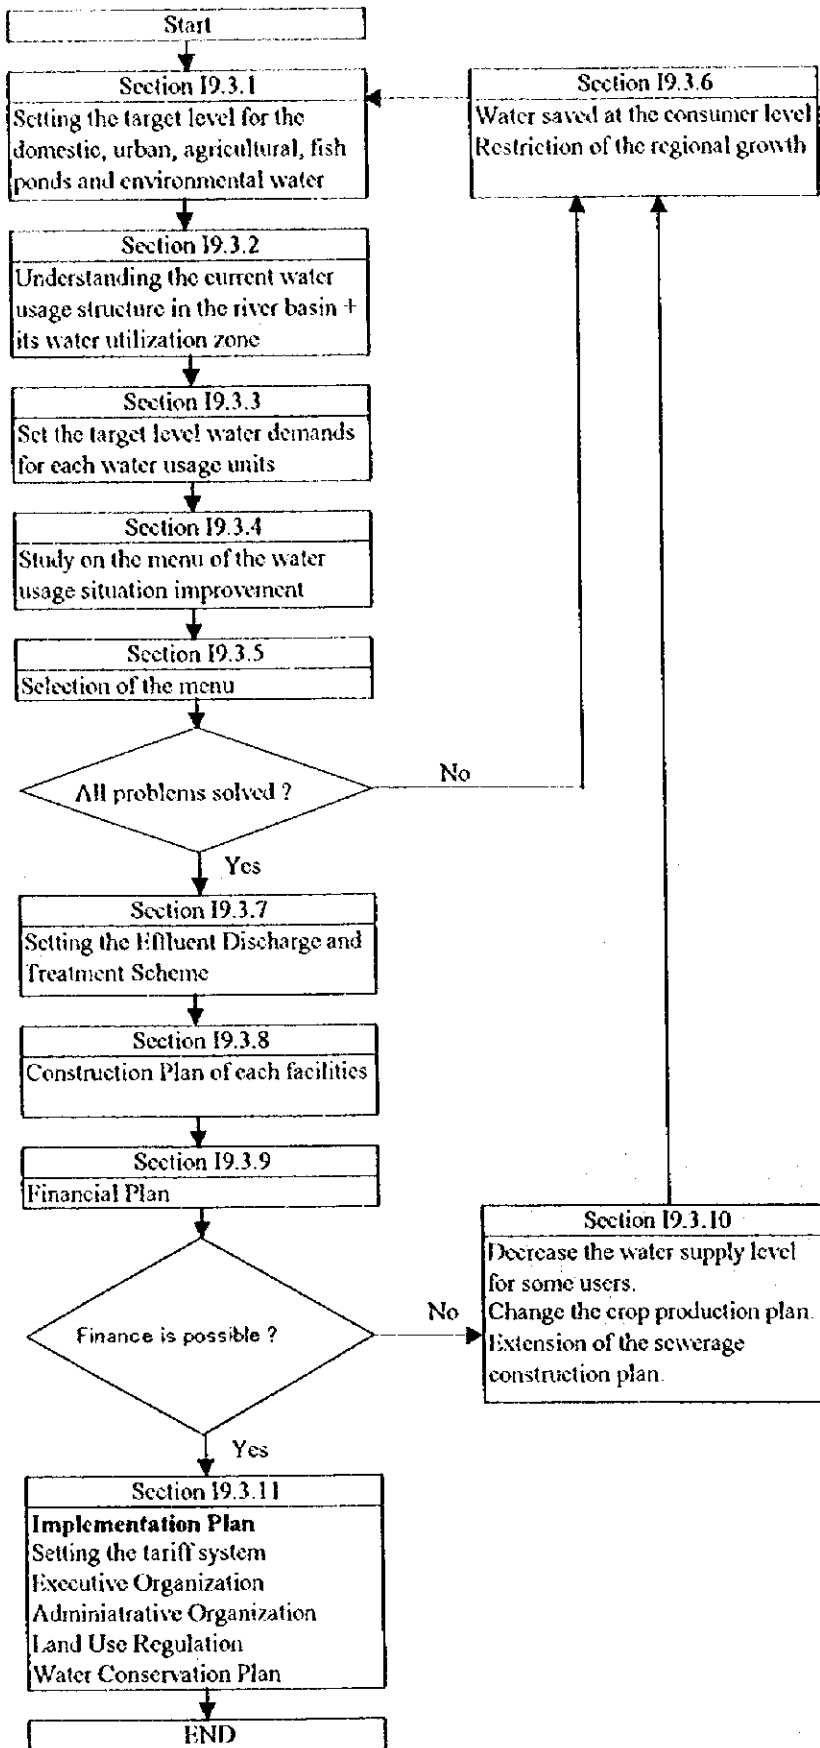 Start
Section I9.3.1
Setting the target level for the
domestic, urban, agricultural, fish
ponds and environmental water
Section I9.3.6
Water saved at the consumer level
Restriction of the regional growth
Section I9.3.2
Understanding the current water
usage structure in the river basin +
its water utilization zone
Section I9.3.3
Set the target level water demands
for each water usage units
Section I9.3.4
Study on the menu of the water
usage situation improvement
Section I9.3.5
Selection of the menu
All problems solved ?
No
Yes
Section I9.3.7
Setting the Effluent Discharge and
Treatment Scheme
Section I9.3.8
Construction Plan of each facilities
Section I9.3.9
Financial Plan
Finance is possible ?
No
Section I9.3.10
Decrease the water supply level
for some users.
Change the crop production plan.
Extension of the sewerage
construction plan.
Yes
Section I9.3.11
Implementation Plan
Setting the tariff system
Executive Organization
Adminiatrative Organization
Land Use Regulation
Water Conservation Plan
END